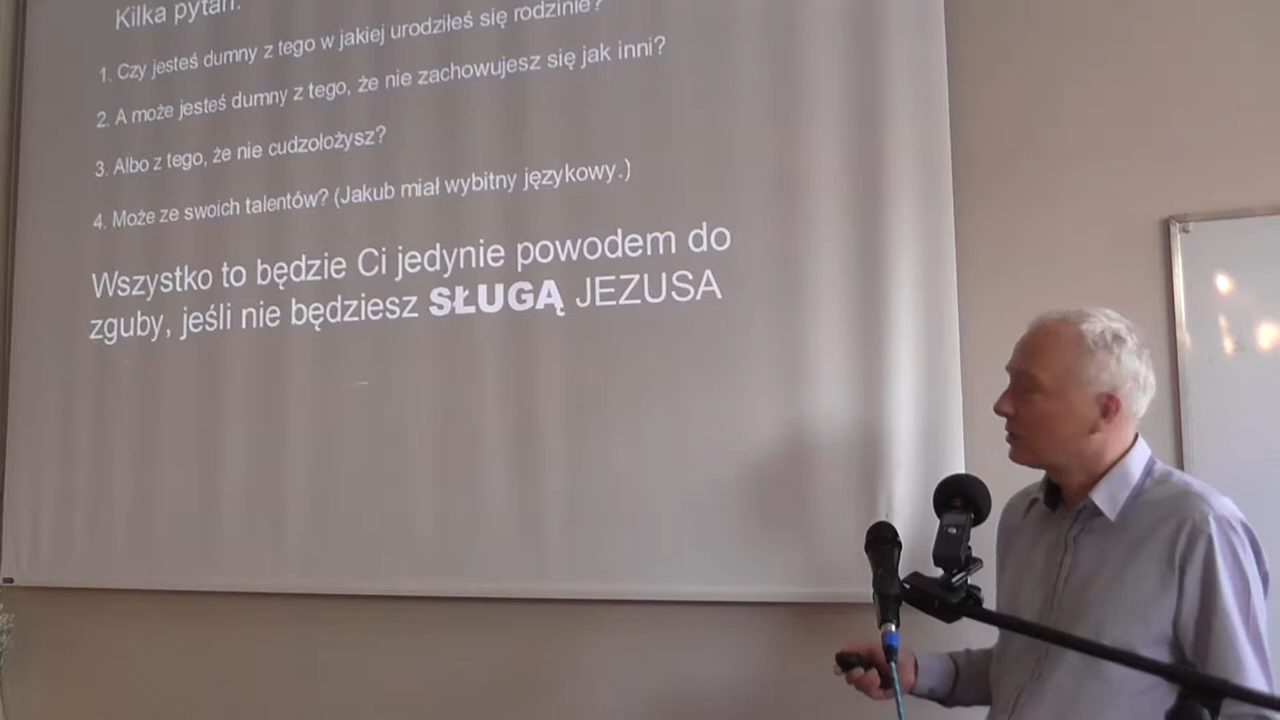 Kilka pytań:
1. Czy jesteś dumny z tego w jakiej urodziłeś się rodzinie?
2. A może jesteś dumny z tego, że nie zachowujesz się jak inni?
3. Albo z tego, że nie cudzołożysz?
4. Może ze swoich talentów? (Jakub miał wybitny językowy.)
Wszystko to będzie Ci jedynie powodem do
zguby, jeśli nie będziesz SŁUGĄ JEZUSA